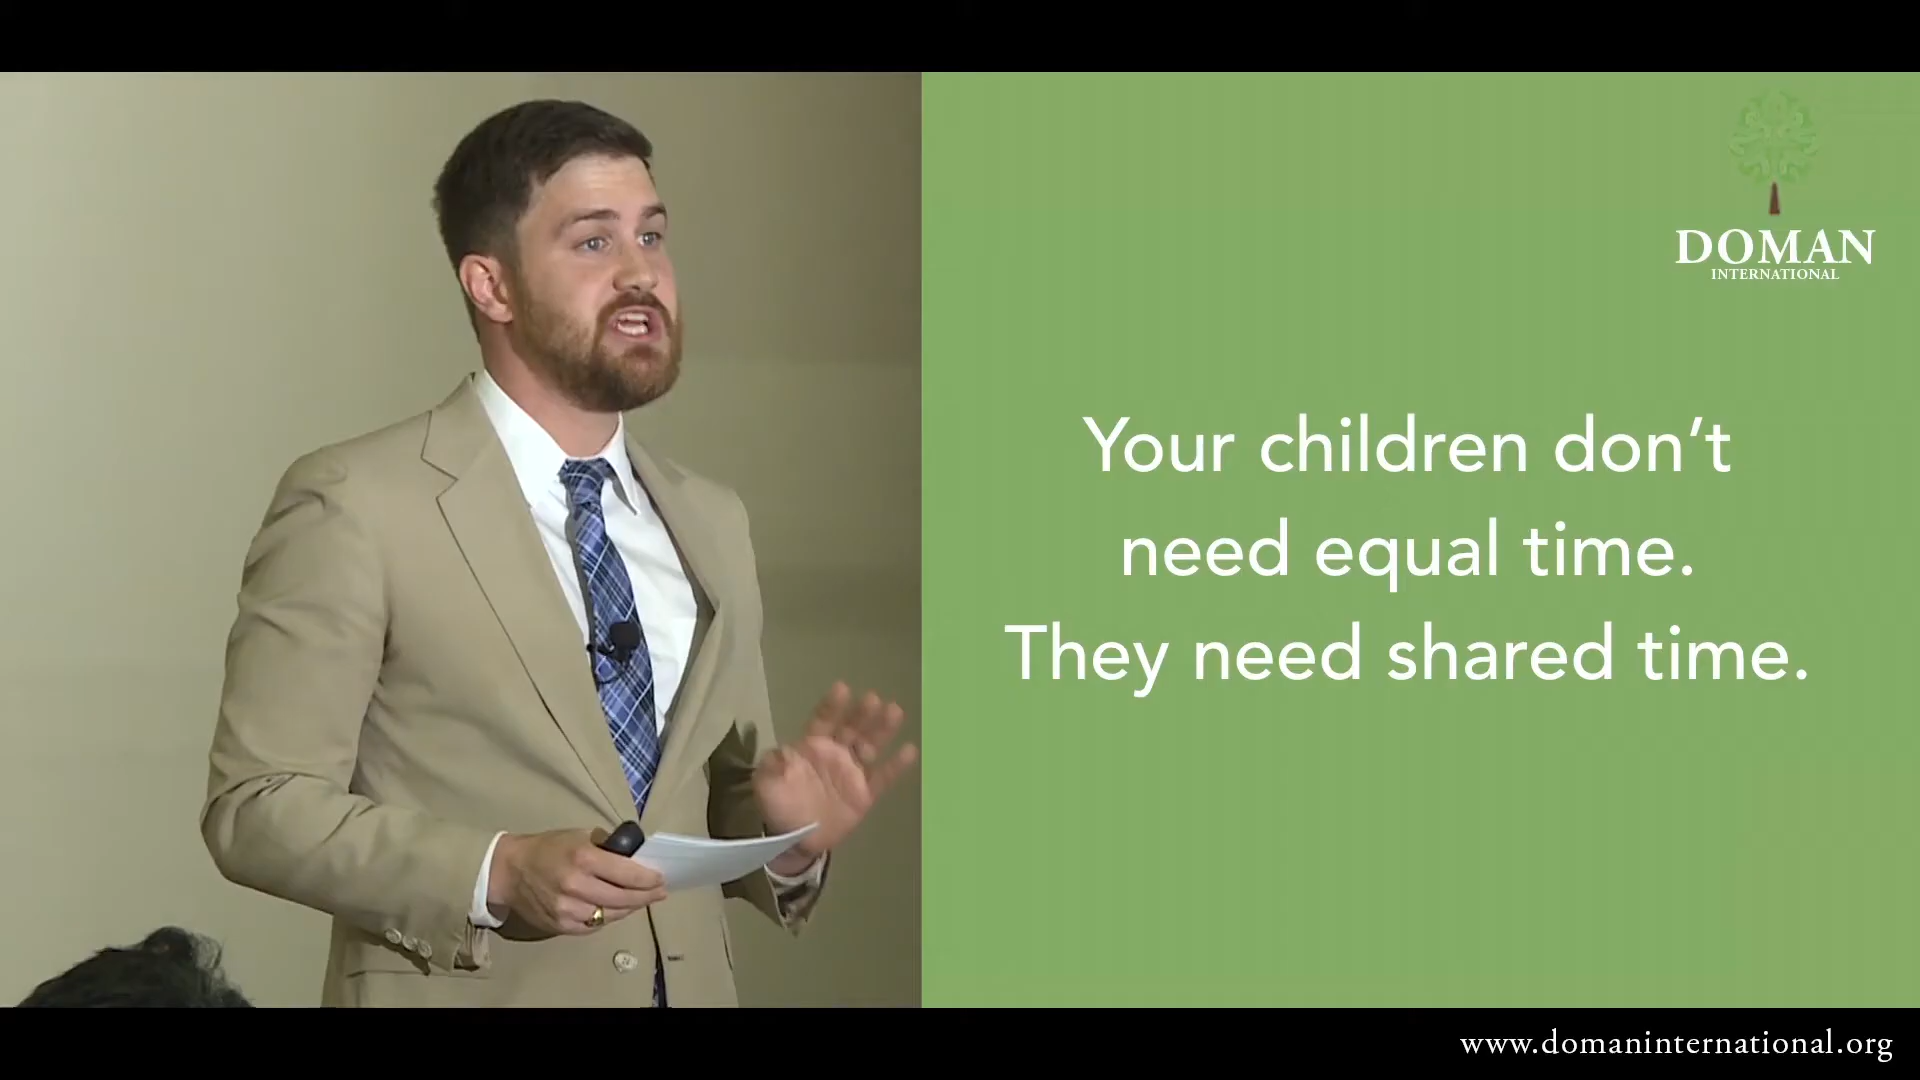 DOMAN
INTERNATIONAL
Your children don’t
need equal time.
They need shared time.
www.domaninternational.org